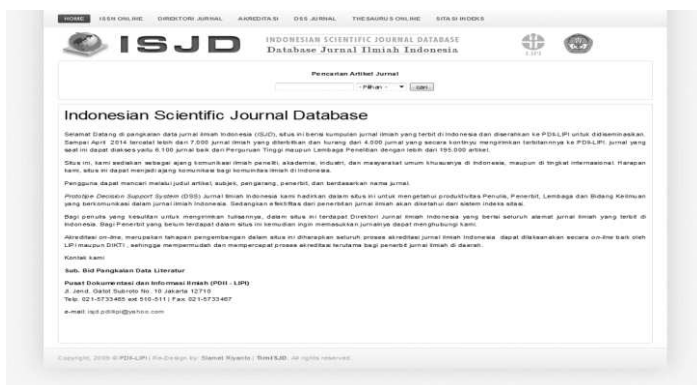 HOME ISSN ONLINE DIREKTORI JURNAL AKREDITASI DSS JURNAL THESAURUS ONLINE SITASI INDEKS
ISJD
INDONESIAN SCIENTIFIC JOURNAL DATABASE
Database Jurnal Ilmiah Indonesia
LIPI
Pencarian Artikel Jurnal
- Pilihan - cari
Indonesian Scientific Journal Database
Selamat Datang di pangkalan data jurnal ilmiah Indonesia (ISJD), situs ini berisi kumpulan jurnal ilmiah yang terbit di Indonesia dan diserahkan ke PDII-LIPI untuk didiseminasikan.
Sampai April 2014 tercatat lebih dari 7.000 jurnal ilmiah yang diterbitkan dan kurang dari 4.000 jurnal yang secara kontinyu mengirimkan terbitannya ke PDII-LIPI. jurnal yang
saat ini dapat diakses yaitu 6.100 jurnal baik dari Perguruan Tinggi maupun Lembaga Penelitian dengan lebih dari 195.000 artikel.
Situs ini, kami sediakan sebagai ajang komunikasi ilmiah peneliti, akademisi, industri, dan masyarakat umum khususnya di Indonesia, maupun di tingkat internasional. Harapan
kami, situs ini dapat menjadi ajang komunikasi bagi komunitas ilmiah di Indonesia.
Pengguna dapat mencari melalui judul artikel, subjek, pengarang, penerbit, dan berdasarkan nama jurnal.
Prototipe Decision Support System (DSS) Jurnal Ilmiah Indonesia kami hadirkan dalam situs ini untuk mengetahui produktivitas Penulis, Penerbit, Lembaga dan Bidang Keilmuan
yang berkomunikasi dalam jurnal ilmiah Indonesia. Sedangkan efektifitas dari penerbitan jurnal ilmiah akan diketahui dari sistem indeks sitasi.
Bagi penulis yang kesulitan untuk mengirimkan tulisannya, dalam situs ini terdapat Direktori Jurnal Ilmiah Indonesia yang berisi seluruh alamat jurnal ilmiah yang terbit di
Indonesia. Bagi Penerbit yang belum terdapat dalam situs ini kemudian ingin memasukkan jurnalnya dapat menghubungi kami.
Akreditasi on-line, merupakan tahapan pengembangan dalam situs ini diharapkan seluruh proses akreditasi jurnal ilmiah Indonesia dapat dilaksanakan secara on-line baik oleh
LIPI maupun DIKTI , sehingga mempermudah dan mempercepat proses akreditasi terutama bagi penerbit jurnal ilmiah di daerah.
Kontak kami:
Sub. Bid Pangkalan Data Literatur
Pusat Dokumentasi dan Informasi Ilmiah (PDII - LIPI)
Jl. Jend. Gatot Subroto No. 10 Jakarta 12710
Telp. 021-5733465 ext 510-511 | Fax. 021-5733467
e-mail: isjd.pdiilipi@yahoo.com
Copyright, 2009 © PDII-LIPI | Re-Design by: Slamet Riyanto | Tim ISJD. All rights reserved.